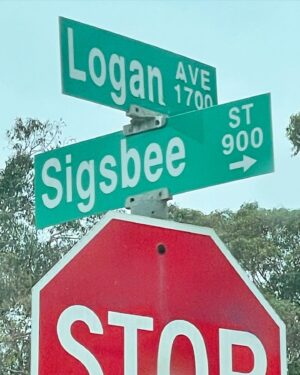 Logan AVE
1700
Sigsbee ST
900 →
STOP